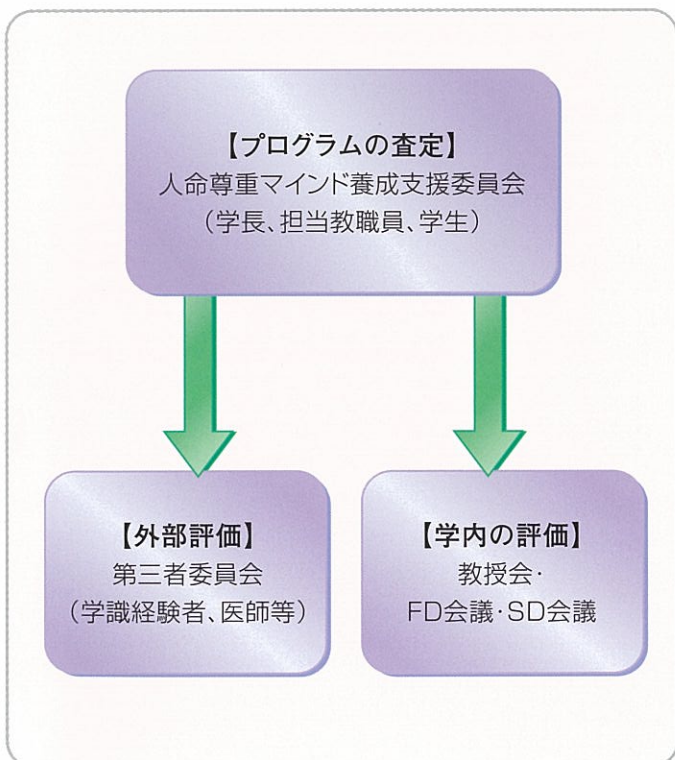 【プログラムの査定】
人命尊重マインド養成支援委員会
（学長、担当教職員、学生）
【外部評価】
第三者委員会
（学識経験者、医師等）
【学内の評価】
教授会・
FD会議・SD会議